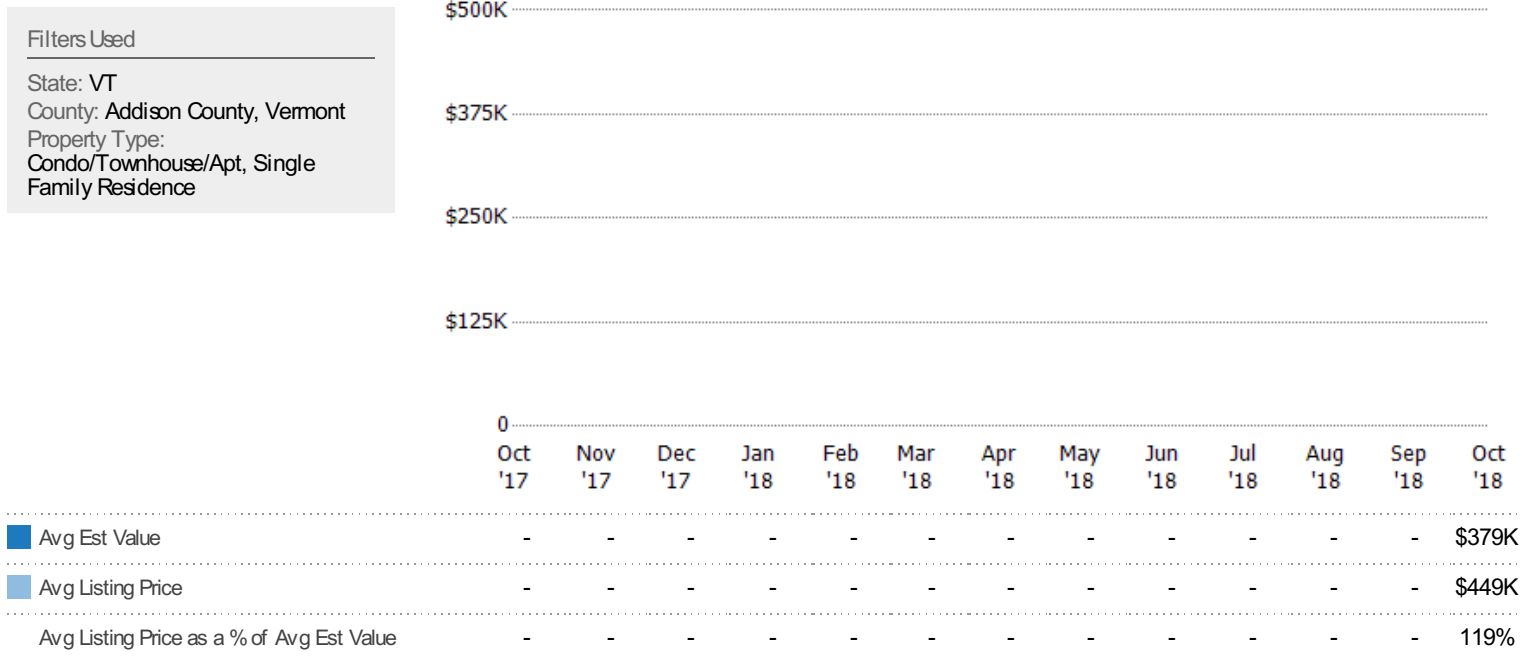 Filters Used
State: VT
County: Addison County, Vermont
Property Type:
Condo/Townhouse/Apt, Single
Family Residence
$500K
$375K
$250K
$125K
0
Oct Nov Dec Jan Feb Mar Apr May Jun Jul Aug Sep Oct
'17 '17 '17 '18 '18 '18 '18 '18 '18 '18 '18 '18 '18
Avg Est Value - - - - - - - - - - - - $379K
Avg Listing Price - - - - - - - - - - - - $449K
Avg Listing Price as a % of Avg Est Value - - - - - - - - - - - - 119%